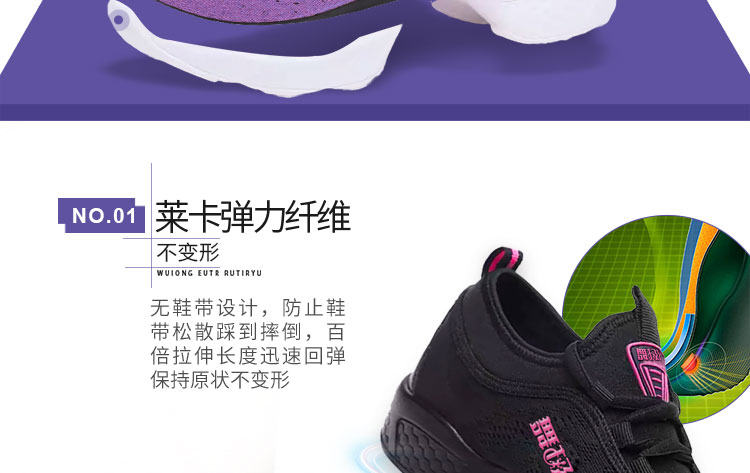 NO.01
莱卡弹力纤维
不变形
WUIONG EUTR RUTIRYU
无鞋带设计，防止鞋
带松散踩到摔倒，百
倍拉伸长度迅速回弹
保持原状不变形